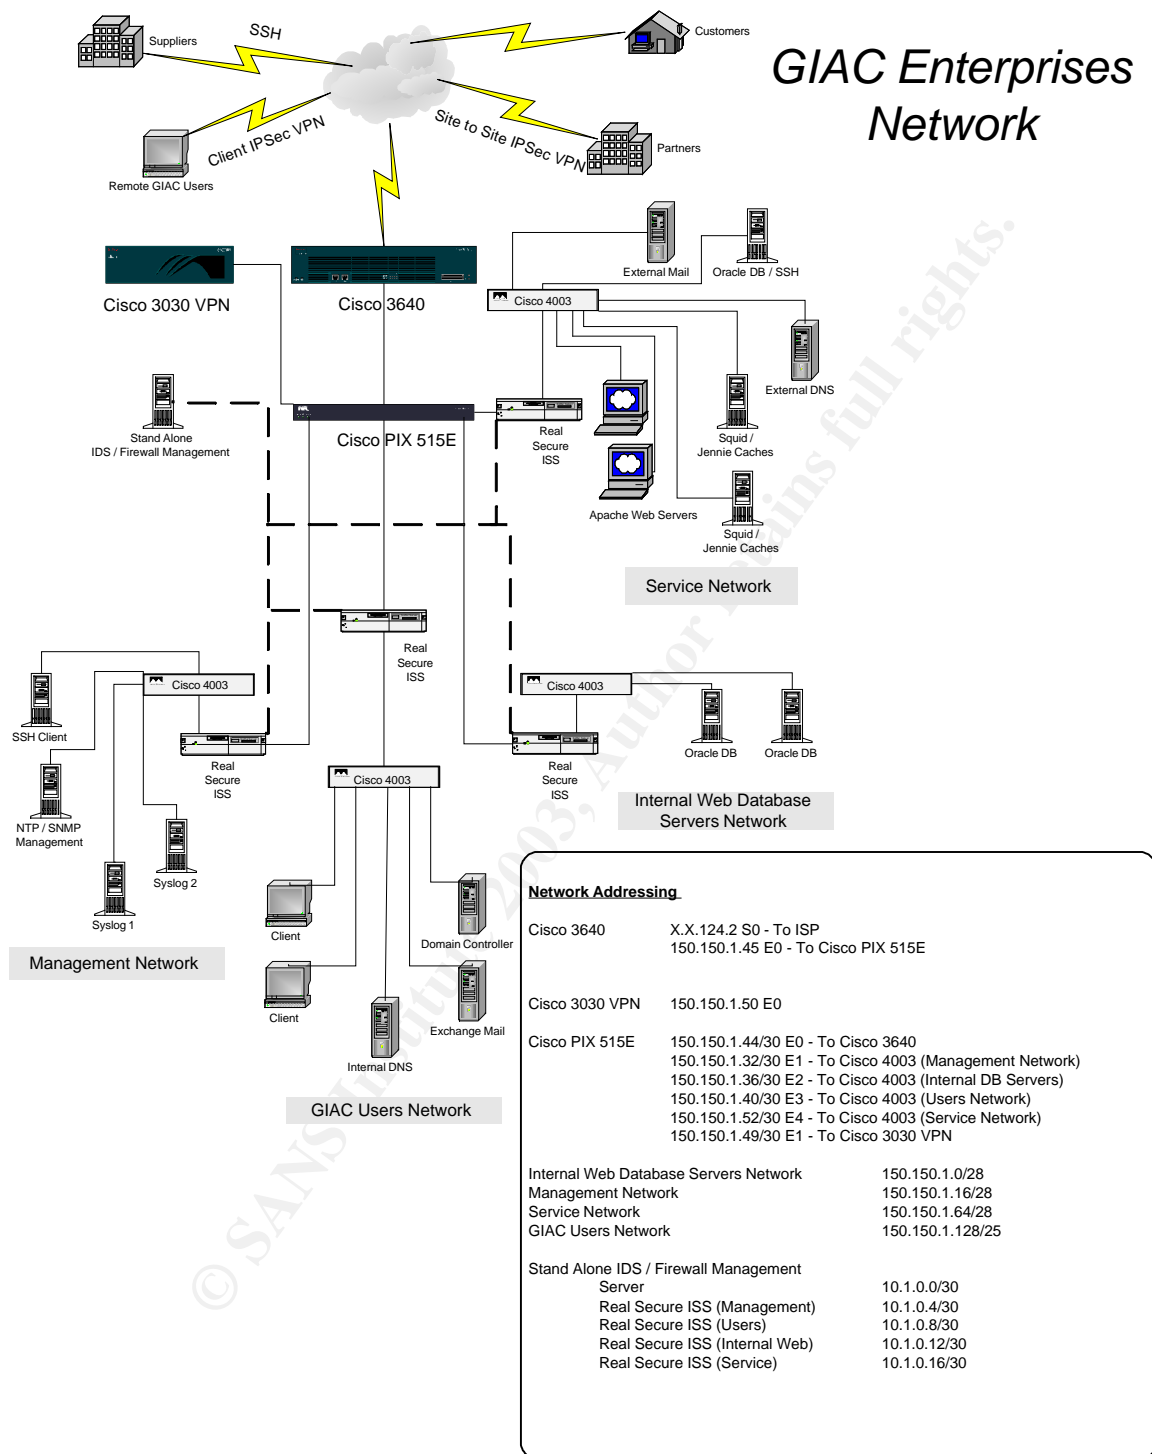 GIAC Enterprises
Network
Suppliers
SSH
Customers
Client IPSec VPN
Site to Site IPSec VPN
Partners
Remote GIAC Users
Cisco 3030 VPN
Cisco 3640
External Mail
Oracle DB / SSH
Cisco 4003
External DNS
Stand Alone
IDS / Firewall Management
Cisco PIX 515E
Real
Secure
ISS
Apache Web Servers
Squid /
Jennie Caches
Squid /
Jennie Caches
Service Network
Real
Secure
ISS
Cisco 4003
SSH Client
Real
Secure
ISS
NTP / SNMP
Management
Syslog 2
Syslog 1
Management Network
Cisco 4003
Oracle DB
Oracle DB
Real
Secure
ISS
Internal Web Database
Servers Network
Cisco 4003
Client
Domain Controller
Client
Exchange Mail
Internal DNS
GIAC Users Network
Network Addressing
Cisco 3640 X.X.124.2 S0 - To ISP
150.150.1.45 E0 - To Cisco PIX 515E
Cisco 3030 VPN 150.150.1.50 E0
Cisco PIX 515E 150.150.1.44/30 E0 - To Cisco 3640
150.150.1.32/30 E1 - To Cisco 4003 (Management Network)
150.150.1.36/30 E2 - To Cisco 4003 (Internal DB Servers)
150.150.1.40/30 E3 - To Cisco 4003 (Users Network)
150.150.1.52/30 E4 - To Cisco 4003 (Service Network)
150.150.1.49/30 E1 - To Cisco 3030 VPN
Internal Web Database Servers Network 150.150.1.0/28
Management Network 150.150.1.16/28
Service Network 150.150.1.64/28
GIAC Users Network 150.150.1.128/25
Stand Alone IDS / Firewall Management
Server 10.1.0.0/30
Real Secure ISS (Management) 10.1.0.4/30
Real Secure ISS (Users) 10.1.0.8/30
Real Secure ISS (Internal Web) 10.1.0.12/30
Real Secure ISS (Service) 10.1.0.16/30
© SANS Institute 2003, Author retains full rights.